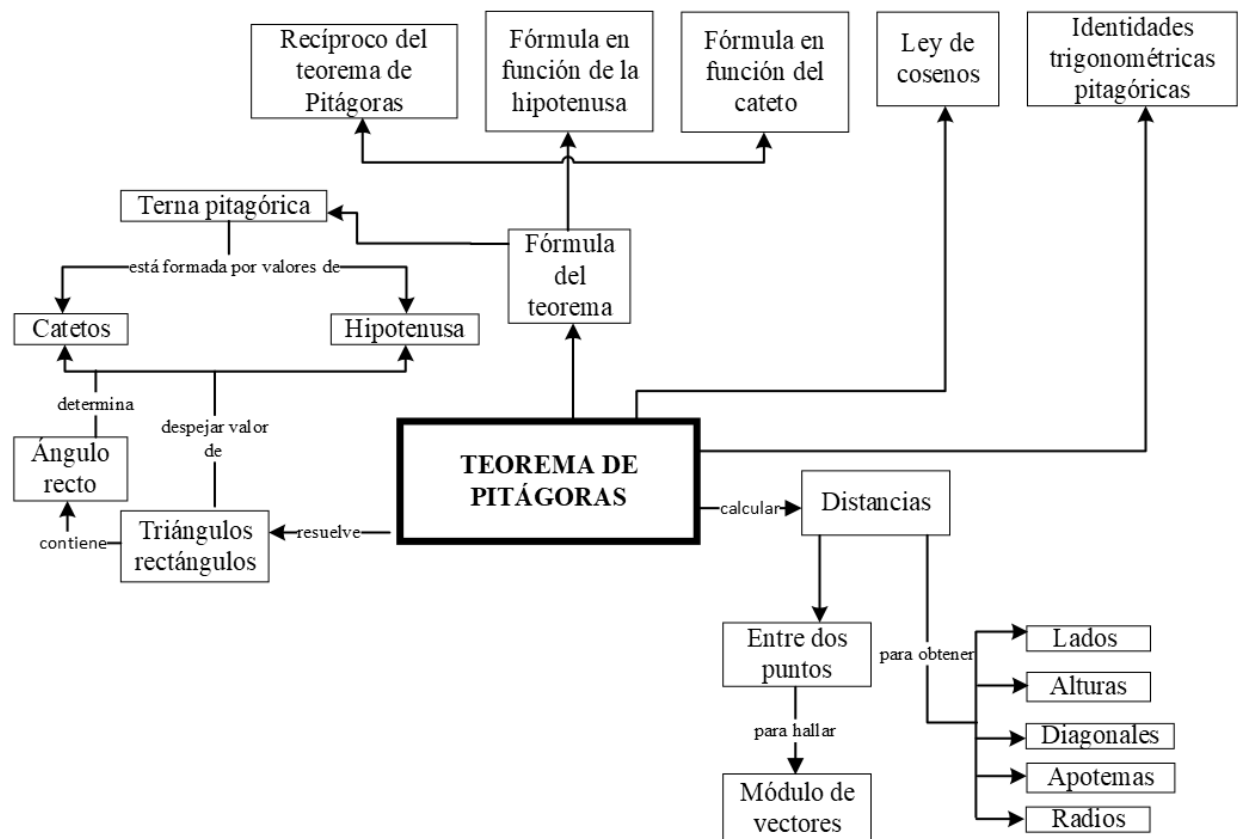 Recíproco del
teorema de
Pitágoras
Fórmula en
función de la
hipotenusa
Fórmula en
función del
cateto
Ley de
cosenos
Identidades
trigonométricas
pitagóricas
Terna pitagórica
está formada por valores de
Fórmula
del
teorema
Catetos
Hipotenusa
determina
despejar valor
de
Ángulo
recto
contiene
Triángulos
rectángulos
resuelve
TEOREMA DE
PITÁGORAS
calcular
Distancias
Entre dos
puntos
para hallar
Módulo de
vectores
para obtener
Lados
Alturas
Diagonales
Apotemas
Radios